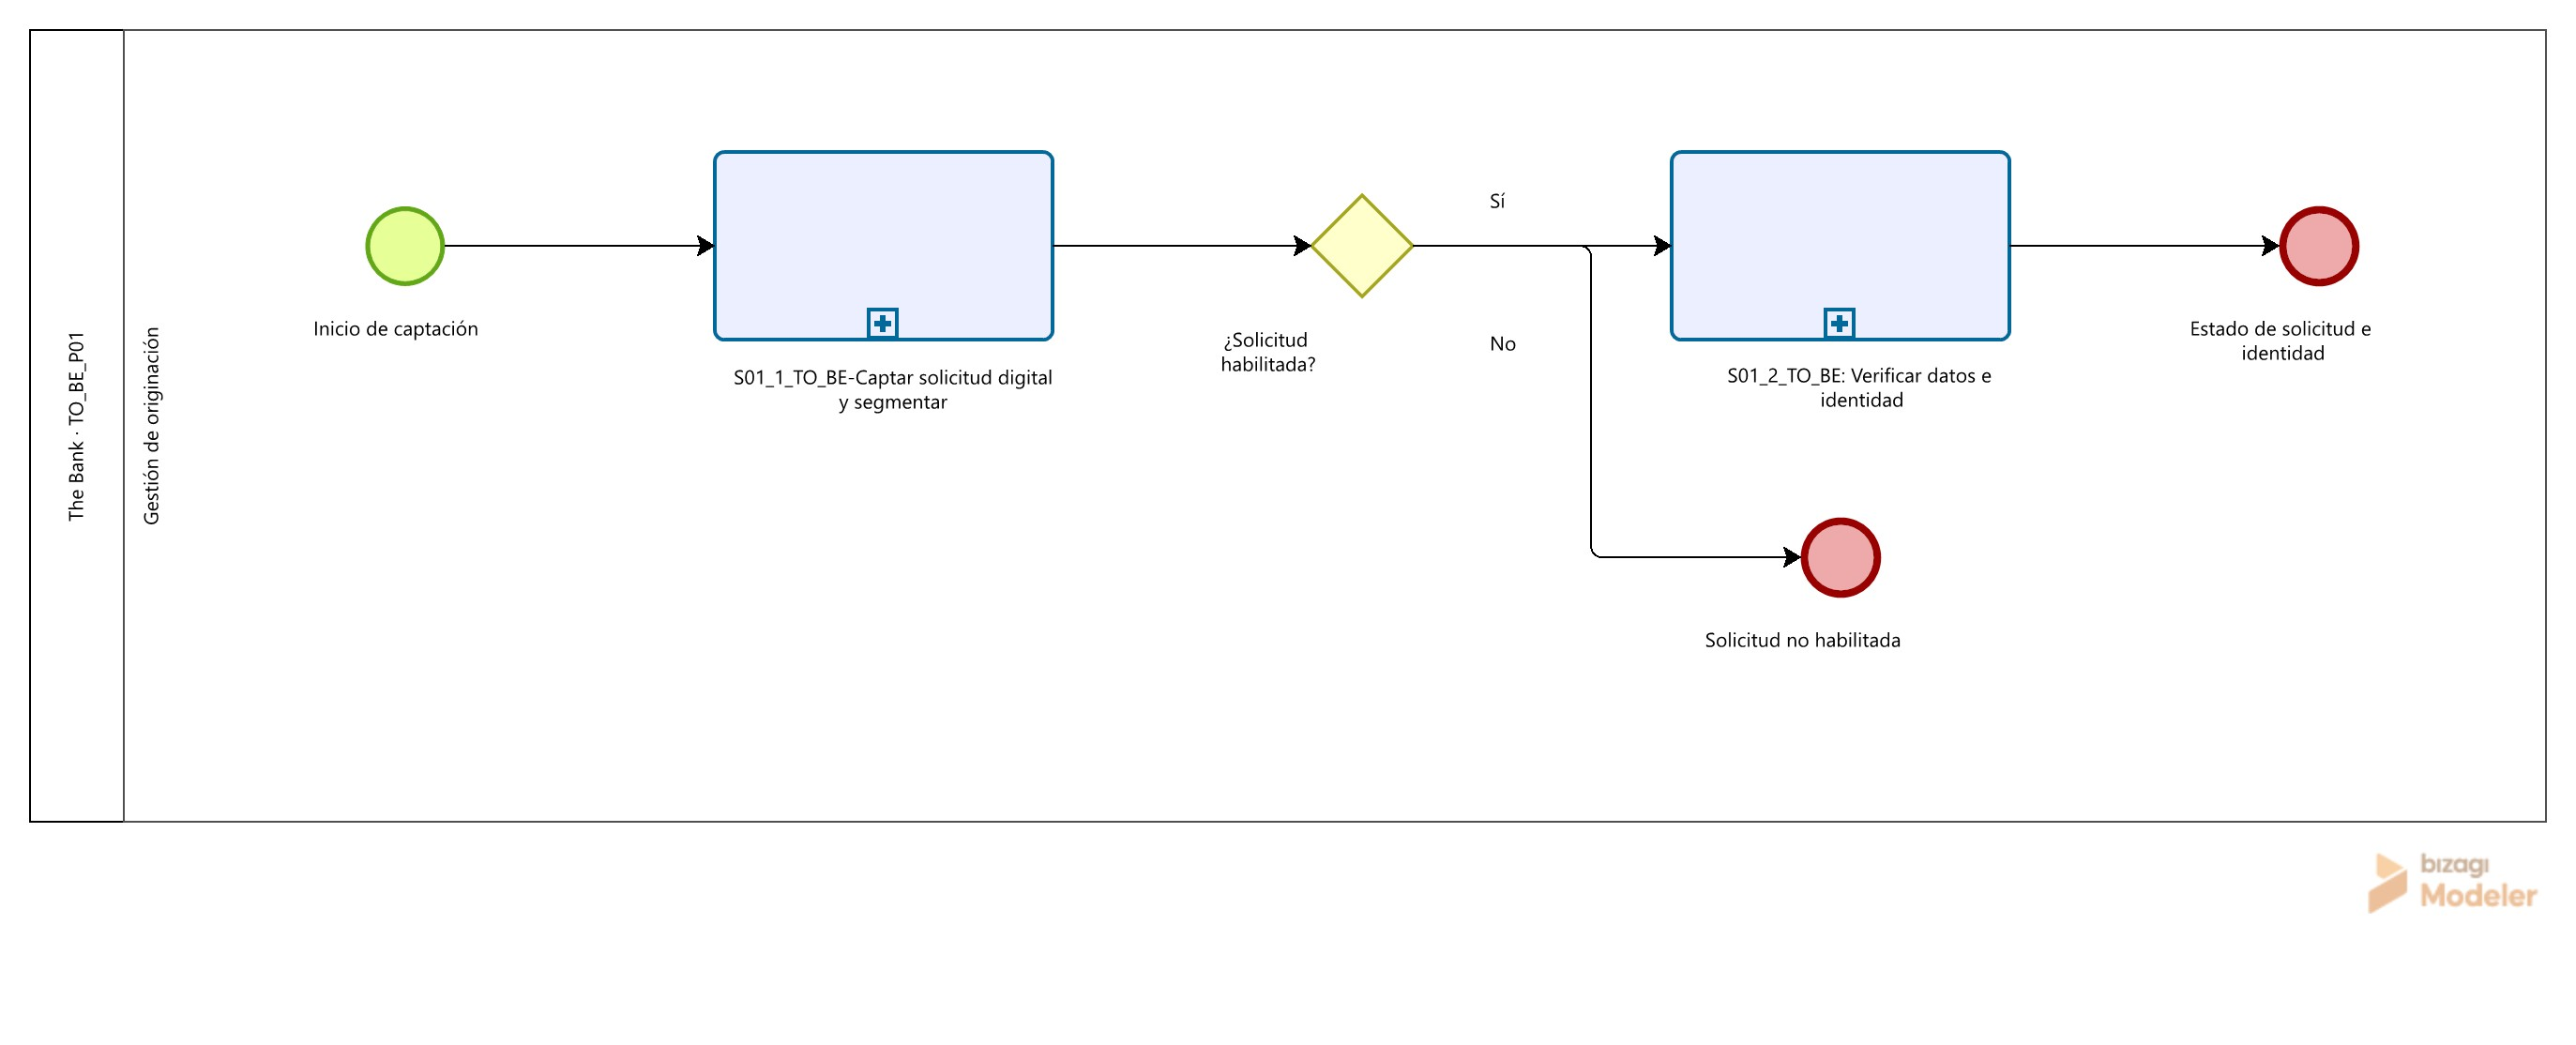 The Bank · TO_BE_P01
Gestión de originación
Inicio de captación
S01_1_TO_BE-Captar solicitud digital
y segmentar
¿Solicitud
habilitada?
Sí
No
S01_2_TO_BE: Verificar datos e
identidad
Estado de solicitud e
identidad
Solicitud no habilitada
bizagi
Modeler